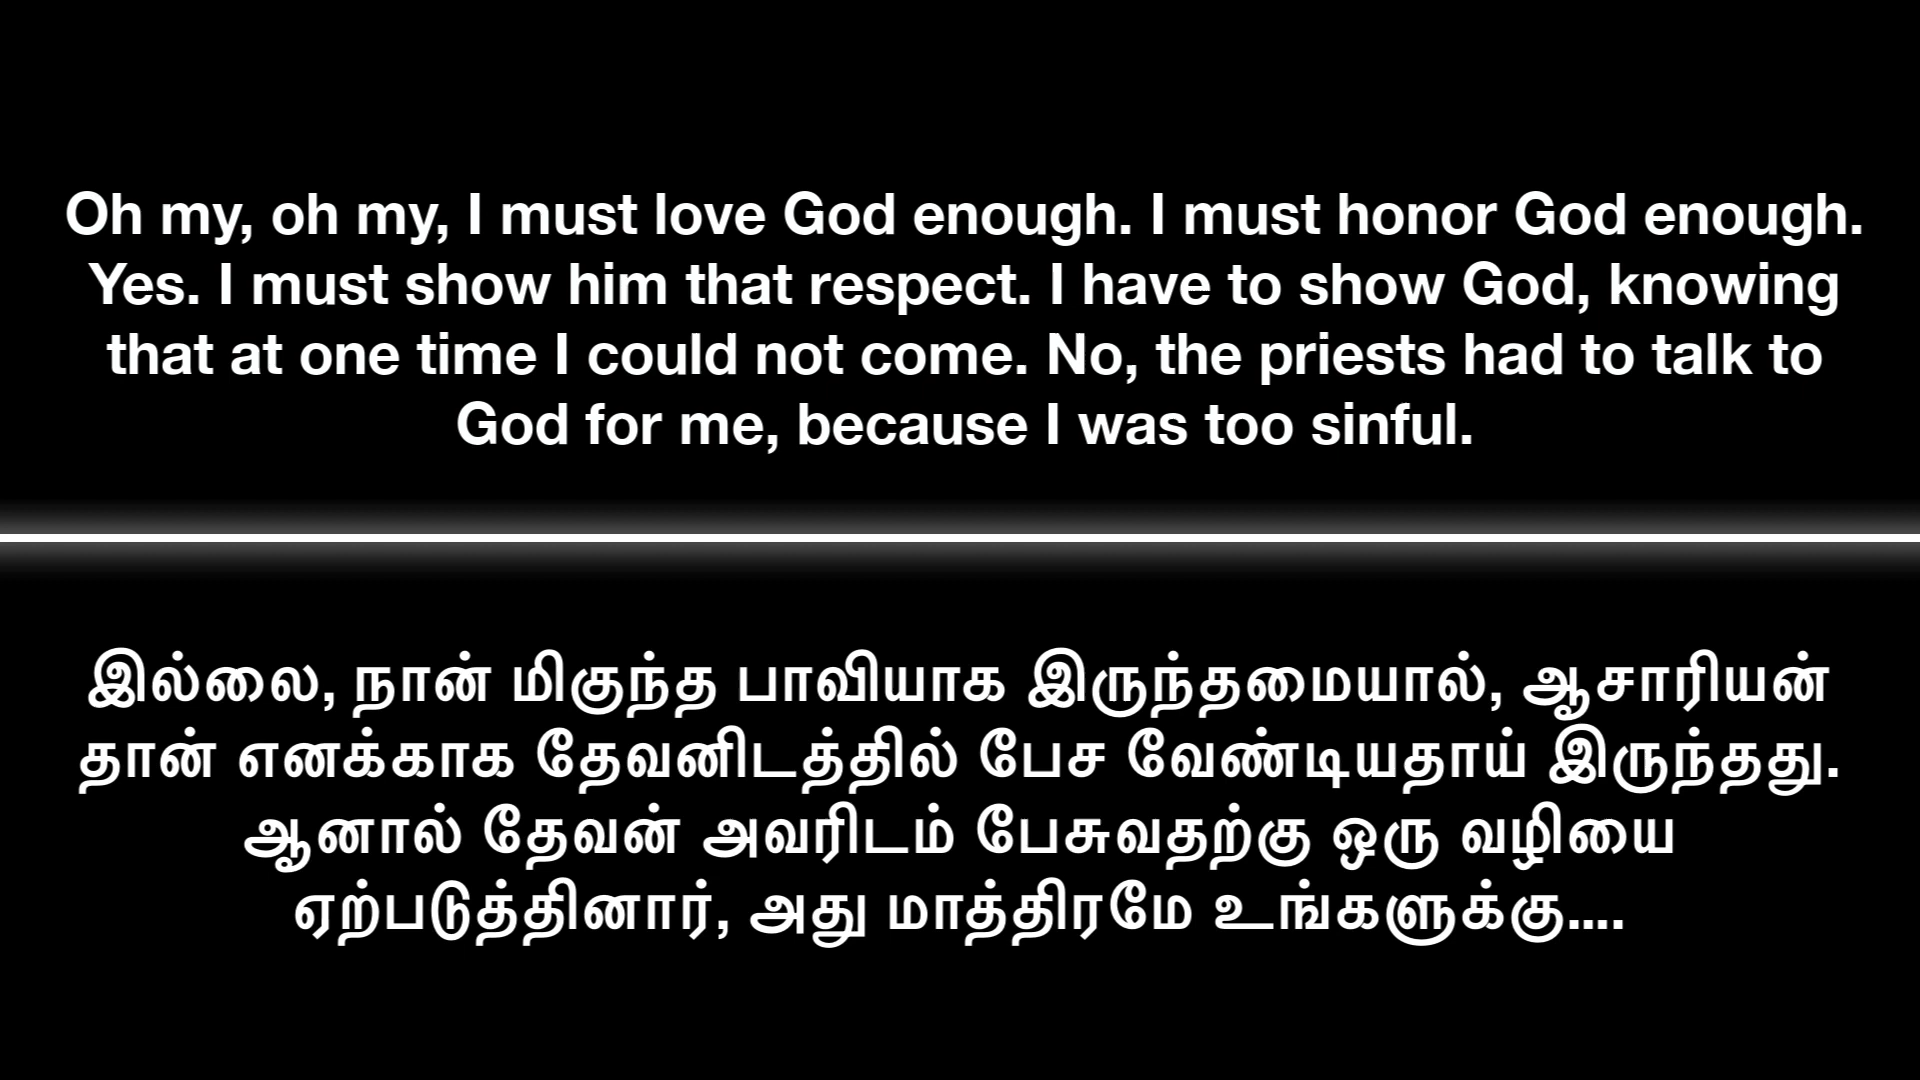 Oh my, oh my, I must love God enough. I must honor God enough.
Yes. I must show him that respect. I have to show God, knowing
that at one time I could not come. No, the priests had to talk to
God for me, because I was too sinful.
இல்லை, நான் மிகுந்த பாவியாக இருந்தமையால், ஆசாரியன்
தான் எனக்காக தேவனிடத்தில் பேச வேண்டியதாய் இருந்தது.
ஆனால் தேவன் அவரிடம் பேசுவதற்கு ஒரு வழியை
ஏற்படுத்தினார், அது மாத்திரமே உங்களுக்கு....